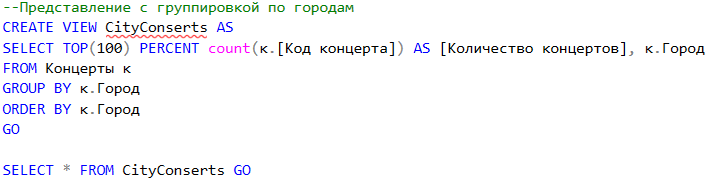 --Представление с группировкой по городам
CREATE VIEW CityConserts AS
SELECT TOP(100) PERCENT count(к.[Код концерта]) AS [Количество концертов], к.Город
FROM Концерты к
GROUP BY к.Город
ORDER BY к.Город
GO
SELECT * FROM CityConserts GO